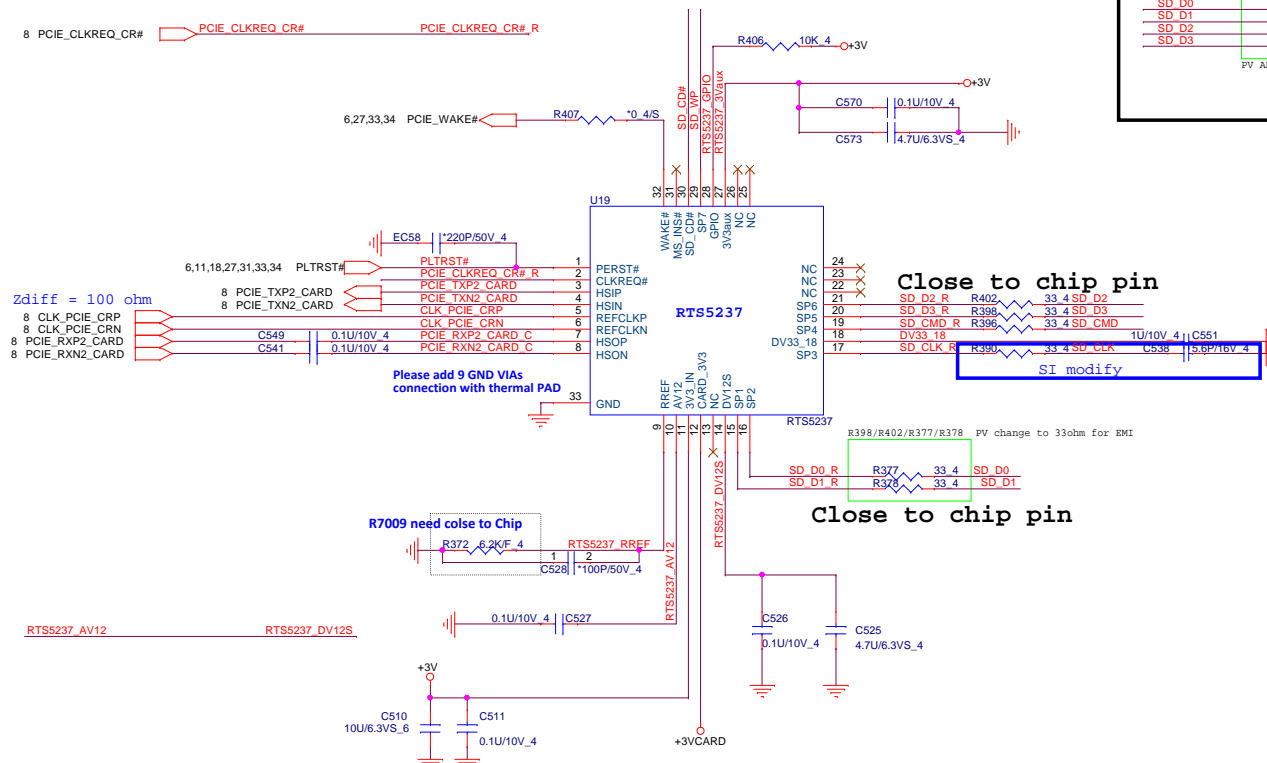 SD_D0
SD_D1
SD_D2
SD_D3
8 PCIE_CLKREQ_CR# PCIE_CLKREQ_CR# PCIE_CLKREQ_CR#_R
R406 10K_4 +3V
+3V
C570 0.1U/10V_4
C573 4.7U/6.3VS_4
SD_CD#
SD_WP
RTS5237_GPIO
RTS5237_3Vaux
6,27,33,34 PCIE_WAKE# R407 *0_4/S
32 31 30 29 28 27 26 25
U19
WAKE#
MS_INS#
SD_CD#
SP7
GPIO
3V3aux
NC
NC
EC58 *220P/50V_4
6,11,18,27,31,33,34 PLTRST# PLTRST# 1 PERST#
PCIE_CLKREQ_CR#_R 2 CLKREQ#
8 PCIE_TXP2_CARD PCIE_TXP2_CARD 3 HSIP
8 PCIE_TXN2_CARD PCIE_TXN2_CARD 4 HSIN
Zdiff = 100 ohm
8 CLK_PCIE_CRP CLK_PCIE_CRP 5 REFCLKP
8 CLK_PCIE_CRN CLK_PCIE_CRN 6 REFCLKN
8 PCIE_RXP2_CARD C549 0.1U/10V_4 PCIE_RXP2_CARD_C 7 HSOP
8 PCIE_RXN2_CARD C541 0.1U/10V_4 PCIE_RXN2_CARD_C 8 HSON
RTS5237
NC 24
NC 23
NC 22
Close to chip pin
SP6 21 SD_D2_R R402 33_4 SD_D2
SP5 20 SD_D3_R R398 33_4 SD_D3
SP4 19 SD_CMD_R R396 33_4 SD_CMD
DV33_18 18 DV33_18 1U/10V_4 C551
SP3 17 SD_CLK_R R390 33_4 SD_CLK C538 5.6P/16V_4
SI modify
Please add 9 GND VIAs
connection with thermal PAD
33 GND
RREF
AV12
3V3_IN
CARD_3V3
NC
DV12S
SP1
SP2
RTS5237
9 10 11 12 13 14 15 16
R398/R402/R377/R378 PV change to 33ohm for EMI
SD_D0_R R377 33_4 SD_D0
SD_D1_R R378 33_4 SD_D1
Close to chip pin
RTS5237_DV12S
R7009 need colse to Chip
R372 6.2K/F_4 RTS5237_RREF
1 2
C528 *100P/50V_4
RTS5237_AV12
0.1U/10V_4 C527
C526
0.1U/10V_4
C525
4.7U/6.3VS_4
RTS5237_AV12 RTS5237_DV12S
+3V
C510
10U/6.3VS_6
C511
0.1U/10V_4
+3VCARD